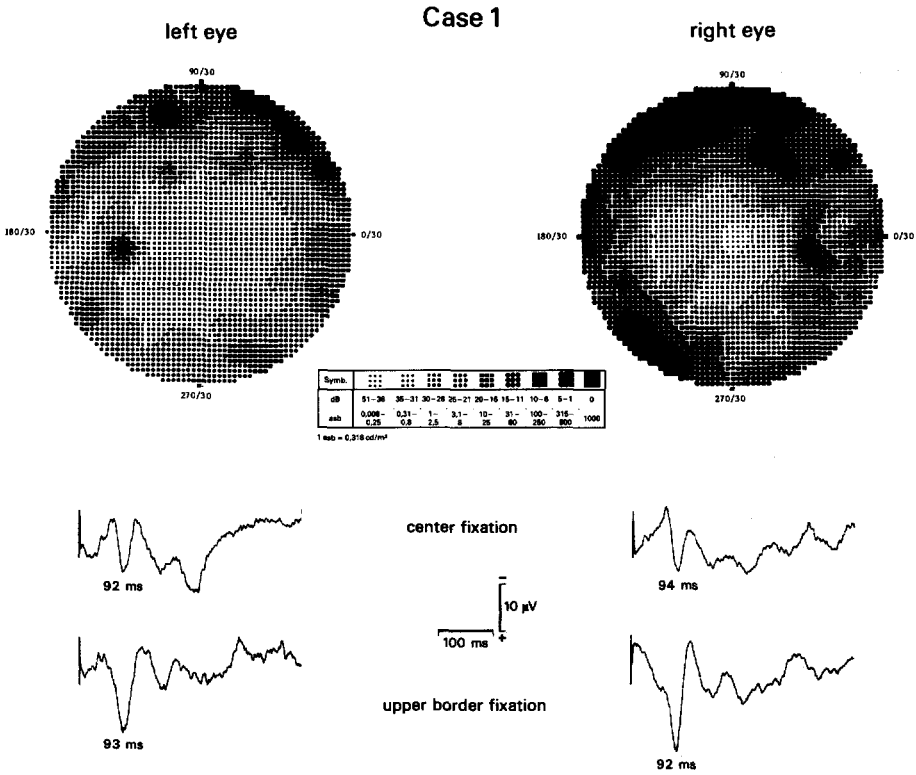 Case 1
left eye
right eye
90/30
90/30
180/30
0/30
180/30
0/30
270/30
270/30
Symb.
dB 51–36 35–31 30–26 25–21 20–16 15–11 10–6 5–1 0
asb 0,008–0,25 0,31–0,8 1–2,5 3,1–8 10–25 31–80 100–250 315–800 1000
1 asb = 0,318 cd/m²
center fixation
92 ms
94 ms
−
10 µV
+
100 ms
upper border fixation
93 ms
92 ms